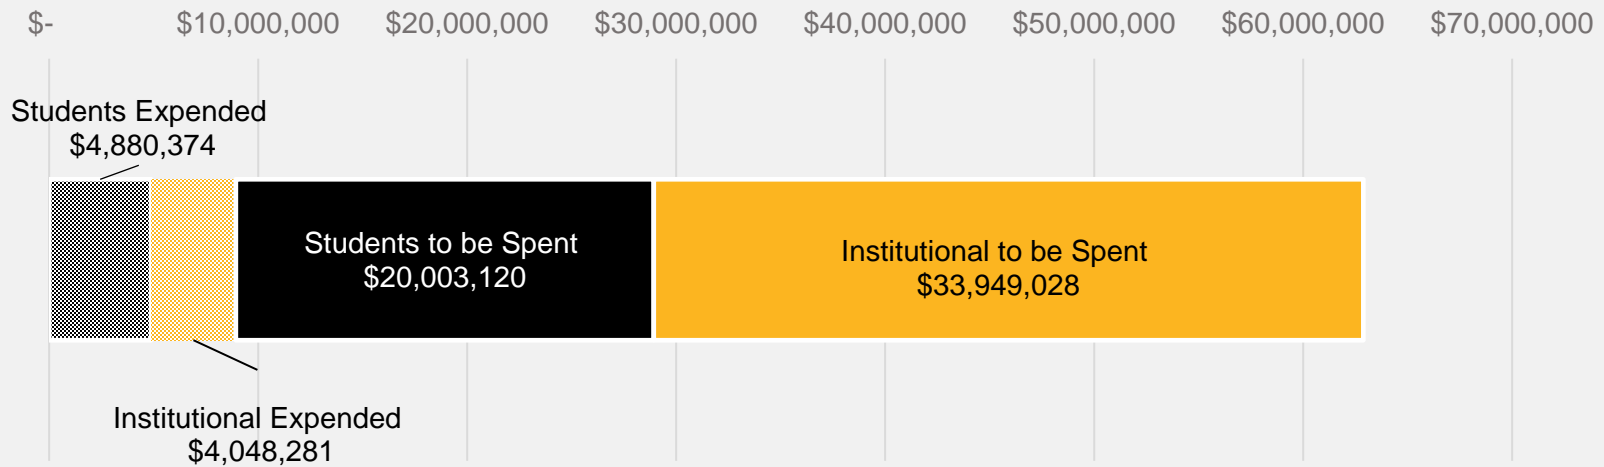 $- $10,000,000 $20,000,000 $30,000,000 $40,000,000 $50,000,000 $60,000,000 $70,000,000
Students Expended
$4,880,374
Students to be Spent
$20,003,120
Institutional to be Spent
$33,949,028
Institutional Expended
$4,048,281